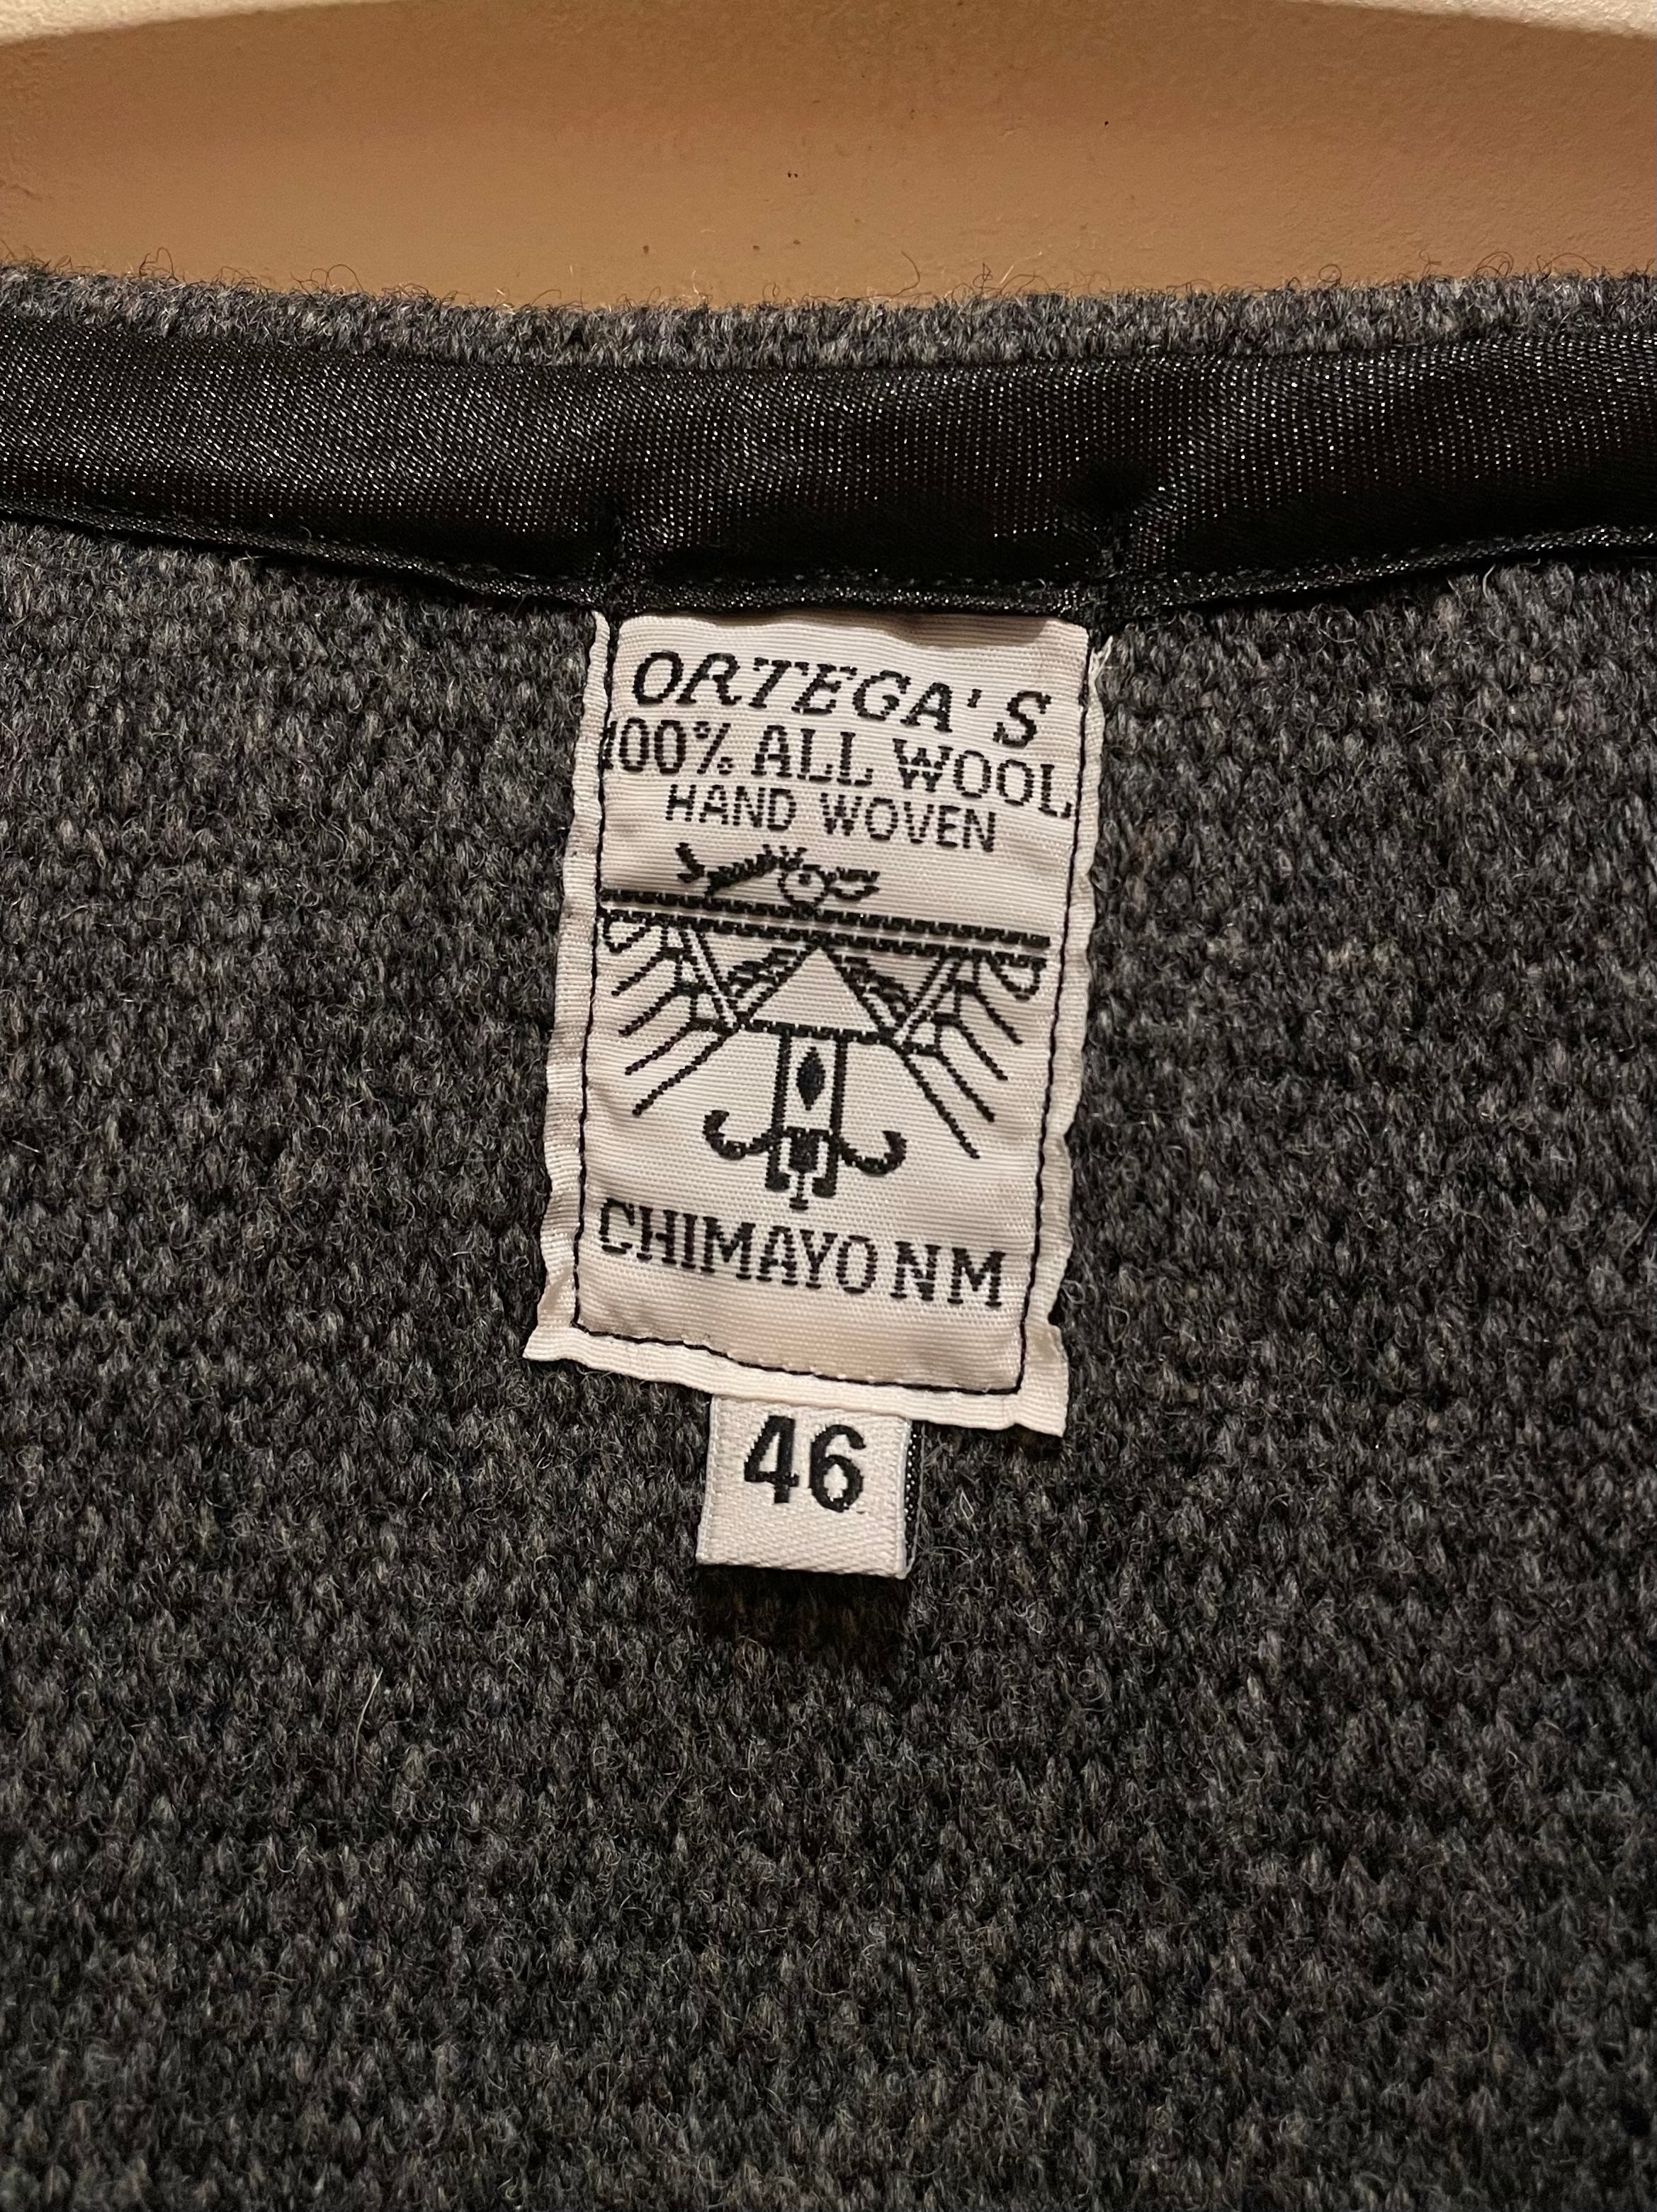 ORTEGA'S
100% ALL WOOL
HAND WOVEN
CHIMAYO NM
46